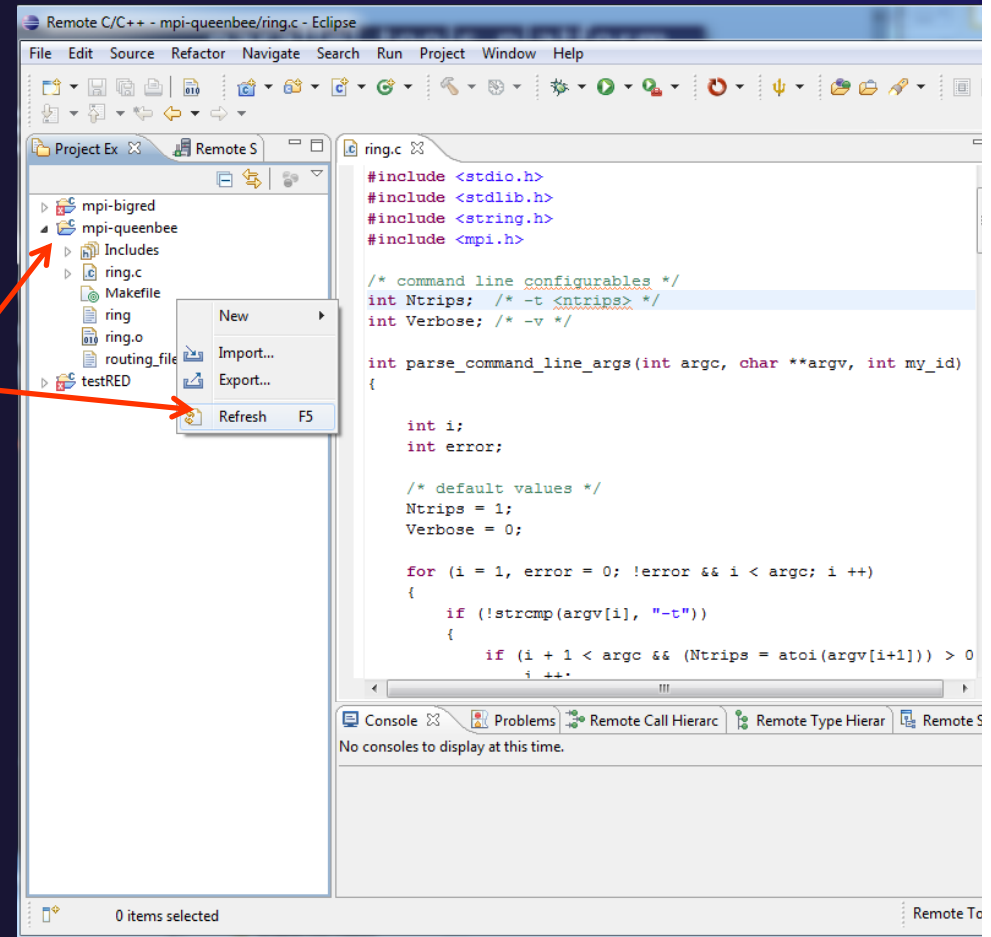 Remote C/C++ - mpi-queenbee/ring.c - Eclipse
File Edit Source Refactor Navigate Search Run Project Window Help
Project Ex Remote S
mpi-bigred
mpi-queenbee
Includes
ring.c
Makefile
ring
ring.o
routing_file
testRED
New
Import...
Export...
Refresh F5
ring.c
#include <stdio.h>
#include <stdlib.h>
#include <string.h>
#include <mpi.h>
/* command line configurables */
int Ntrips; /* -t <ntrips> */
int Verbose; /* -v */
int parse_command_line_args(int argc, char **argv, int my_id)
{
int i;
int error;
/* default values */
Ntrips = 1;
Verbose = 0;
for (i = 1, error = 0; !error && i < argc; i ++)
{
if (!strcmp(argv[i], "-t"))
{
if (i + 1 < argc && (Ntrips = atoi(argv[i+1])) > 0
i ++;
Console Problems Remote Call Hierarc Remote Type Hierar Remote S
No consoles to display at this time.
0 items selected
Remote To